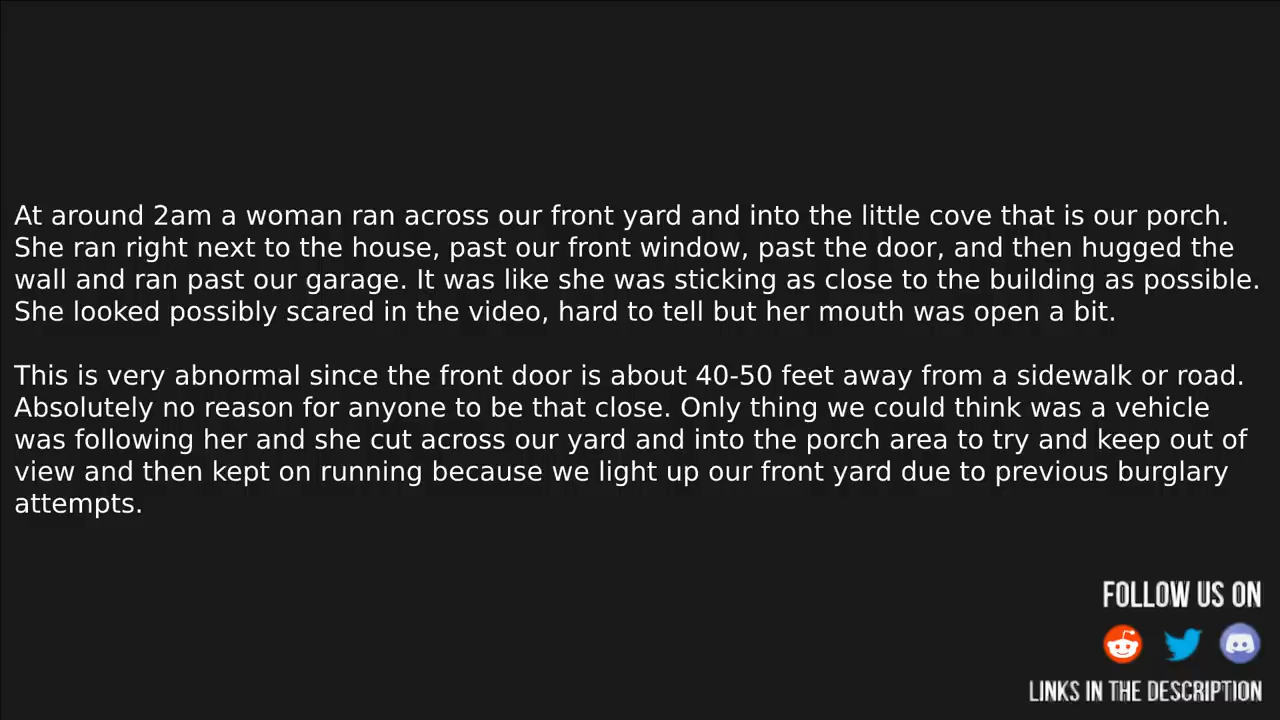 At around 2am a woman ran across our front yard and into the little cove that is our porch.
She ran right next to the house, past our front window, past the door, and then hugged the
wall and ran past our garage. It was like she was sticking as close to the building as possible.
She looked possibly scared in the video, hard to tell but her mouth was open a bit.
This is very abnormal since the front door is about 40-50 feet away from a sidewalk or road.
Absolutely no reason for anyone to be that close. Only thing we could think was a vehicle
was following her and she cut across our yard and into the porch area to try and keep out of
view and then kept on running because we light up our front yard due to previous burglary
attempts.
FOLLOW US ON
LINKS IN THE DESCRIPTION